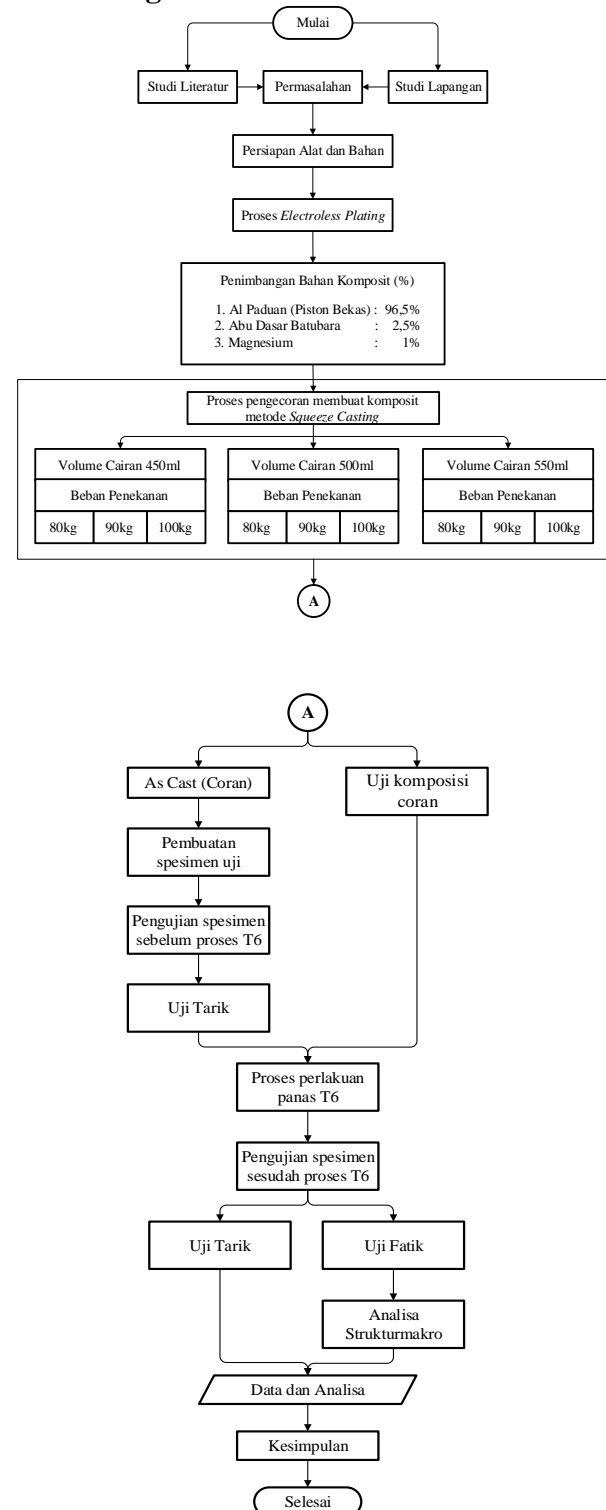 Mulai
Studi Literatur
Permasalahan
Studi Lapangan
Persiapan Alat dan Bahan
Proses Electroless Plating
Penimbangan Bahan Komposit (%)
1. Al Paduan (Piston Bekas) : 96,5%
2. Abu Dasar Batubara : 2,5%
3. Magnesium : 1%
Proses pengecoran membuat komposit
metode Squeeze Casting
Volume Cairan 450ml
Beban Penekanan
80kg 90kg 100kg
Volume Cairan 500ml
Beban Penekanan
80kg 90kg 100kg
Volume Cairan 550ml
Beban Penekanan
80kg 90kg 100kg
A
A
As Cast (Coran)
Uji komposisi
coran
Pembuatan
spesimen uji
Pengujian spesimen
sebelum proses T6
Uji Tarik
Proses perlakuan
panas T6
Pengujian spesimen
sesudah proses T6
Uji Tarik
Uji Fatik
Analisa
Strukturmakro
Data dan Analisa
Kesimpulan
Selesai